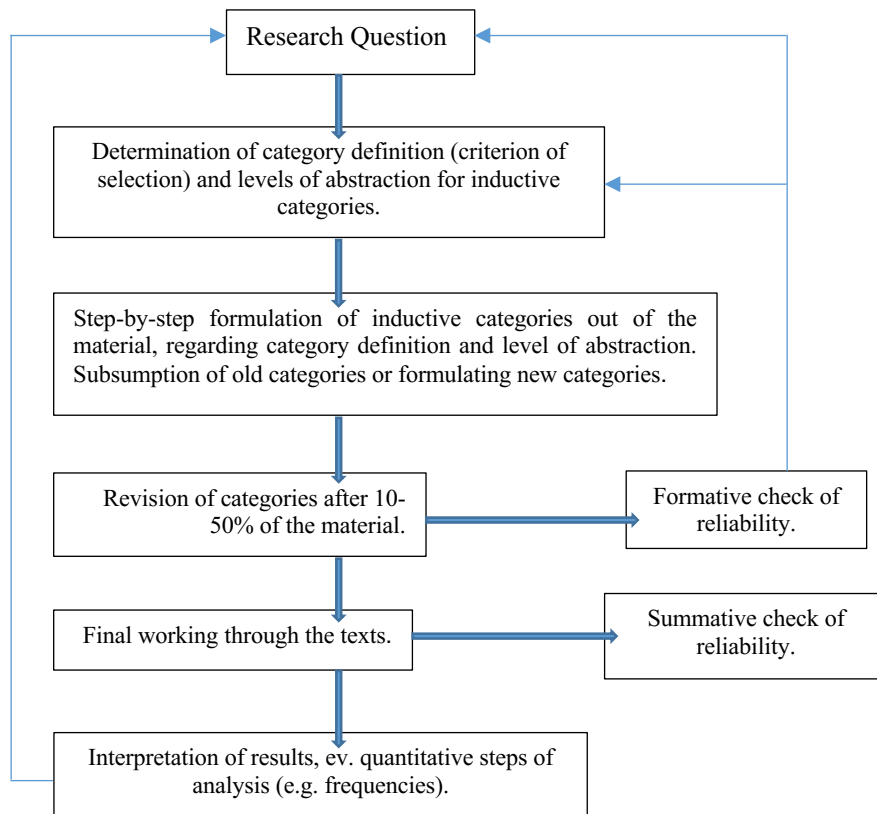 Research Question
Determination of category definition (criterion of
selection) and levels of abstraction for inductive
categories.
Step-by-step formulation of inductive categories out of the
material, regarding category definition and level of abstraction.
Subsumption of old categories or formulating new categories.
Revision of categories after 10-
50% of the material.
Formative check of
reliability.
Final working through the texts.
Summative check of
reliability.
Interpretation of results, ev. quantitative steps of
analysis (e.g. frequencies).